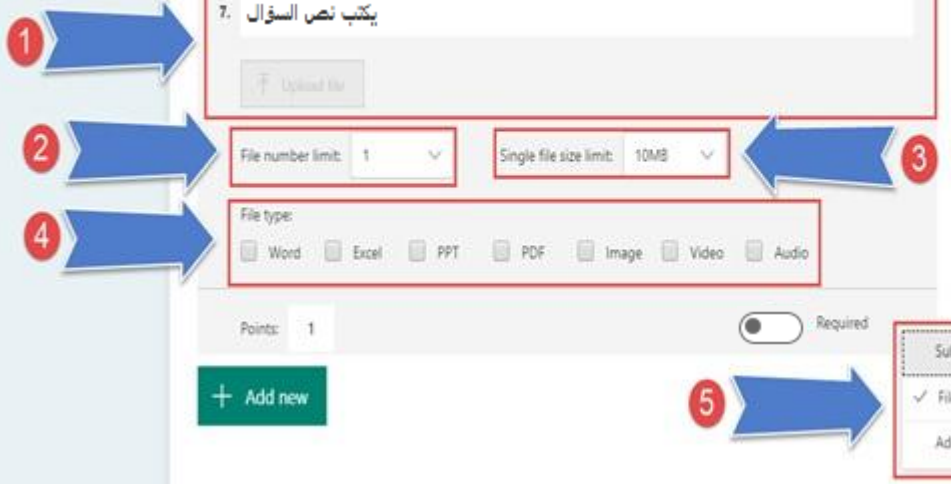 7. يكتب نص السؤال
1
Upload file
2
File number limit: 1
Single file size limit: 10MB
3
4
File type:
Word Excel PPT PDF Image Video Audio
Points: 1
Required
+ Add new
5